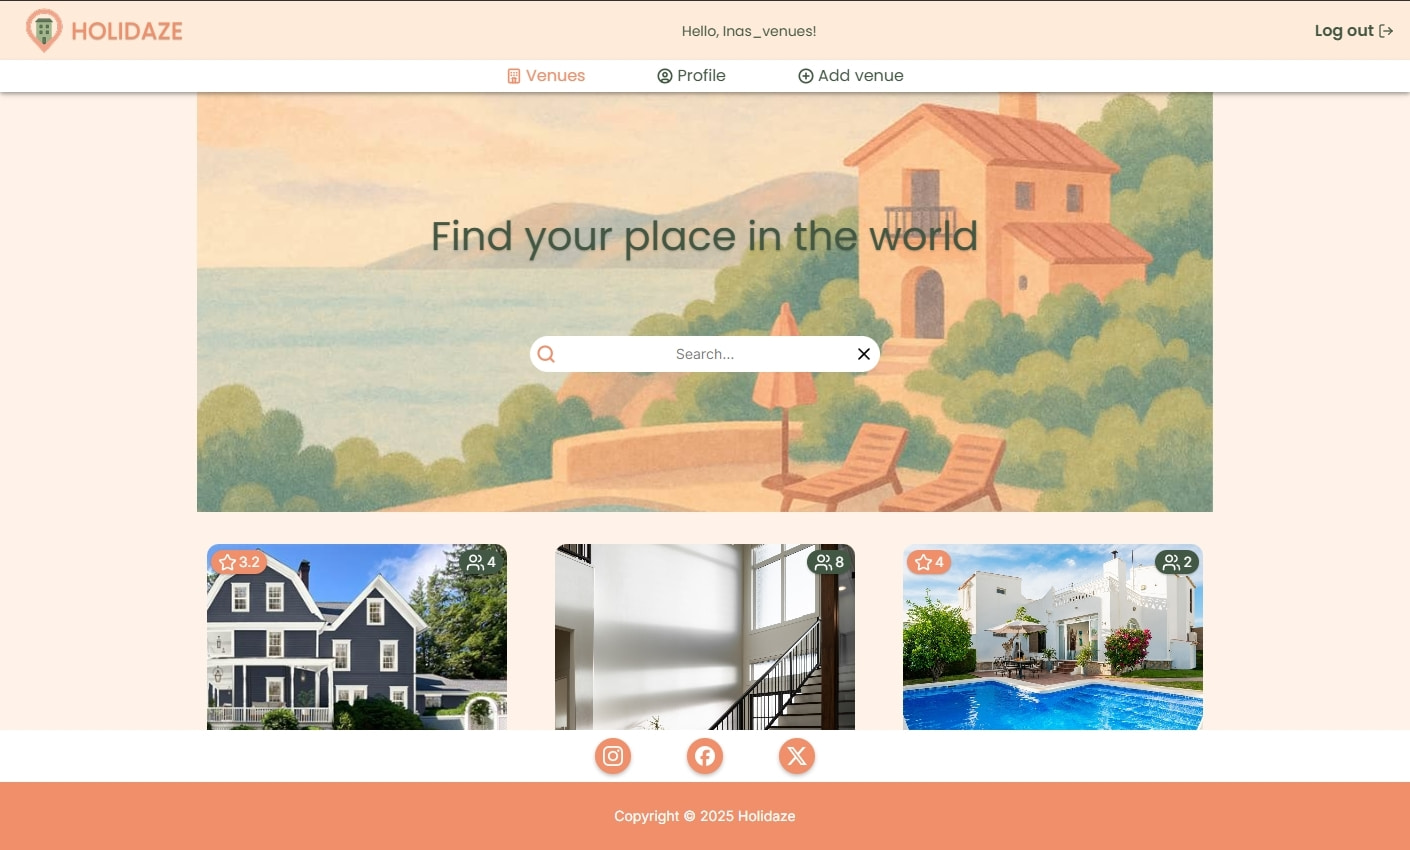 HOLIDAZE
Hello, Inas_venues!
Log out
Venues
Profile
Add venue
Find your place in the world
Search...
3.2
4
8
4
2
Copyright © 2025 Holidaze